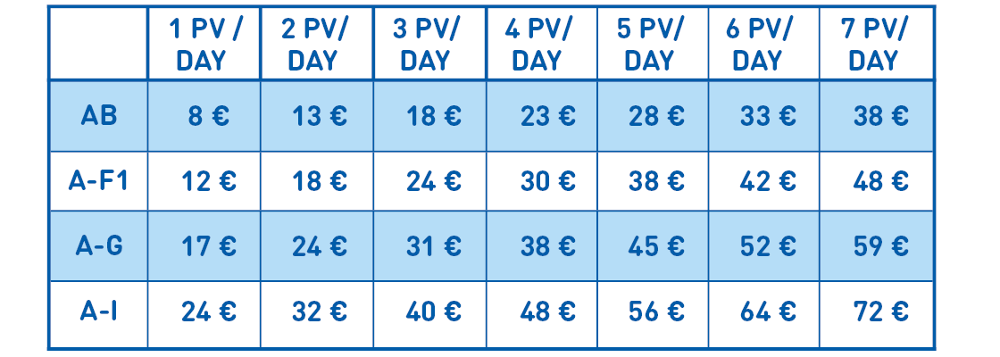 1 PV / 2 PV/ 3 PV/ 4 PV/ 5 PV/ 6 PV/ 7 PV/
DAY DAY DAY DAY DAY DAY DAY
AB 8 € 13 € 18 € 23 € 28 € 33 € 38 €
A-F1 12 € 18 € 24 € 30 € 38 € 42 € 48 €
A-G 17 € 24 € 31 € 38 € 45 € 52 € 59 €
A-I 24 € 32 € 40 € 48 € 56 € 64 € 72 €